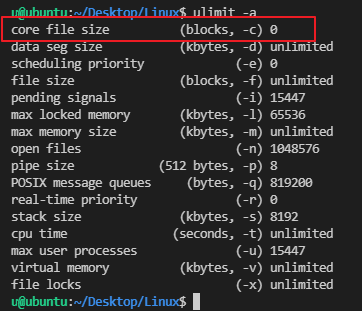 u@ubuntu:~/Desktop/Linux$ ulimit -a
core file size          (blocks, -c) 0
data seg size           (kbytes, -d) unlimited
scheduling priority             (-e) 0
file size               (blocks, -f) unlimited
pending signals                 (-i) 15447
max locked memory       (kbytes, -l) 65536
max memory size         (kbytes, -m) unlimited
open files                      (-n) 1048576
pipe size            (512 bytes, -p) 8
POSIX message queues     (bytes, -q) 819200
real-time priority              (-r) 0
stack size              (kbytes, -s) 8192
cpu time               (seconds, -t) unlimited
max user processes              (-u) 15447
virtual memory          (kbytes, -v) unlimited
file locks                      (-x) unlimited
u@ubuntu:~/Desktop/Linux$